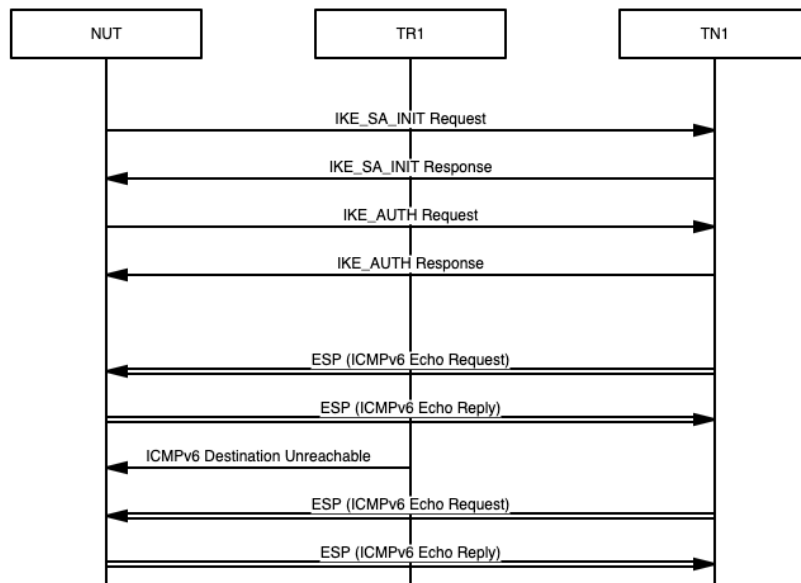 NUT
TR1
TN1
IKE_SA_INIT Request
IKE_SA_INIT Response
IKE_AUTH Request
IKE_AUTH Response
ESP (ICMPv6 Echo Request)
ESP (ICMPv6 Echo Reply)
ICMPv6 Destination Unreachable
ESP (ICMPv6 Echo Request)
ESP (ICMPv6 Echo Reply)